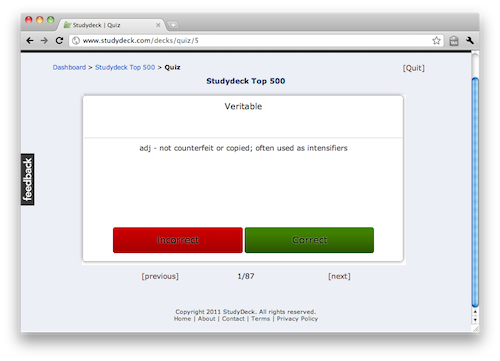 Studydeck | Quiz
www.studydeck.com/decks/quiz/5
Dashboard > Studydeck Top 500 > Quiz
[Quit]
Studydeck Top 500
Veritable
adj - not counterfeit or copied; often used as intensifiers
feedback
Incorrect
Correct
[previous]
1/87
[next]
Copyright 2011 StudyDeck. All rights reserved.
Home | About | Contact | Terms | Privacy Policy